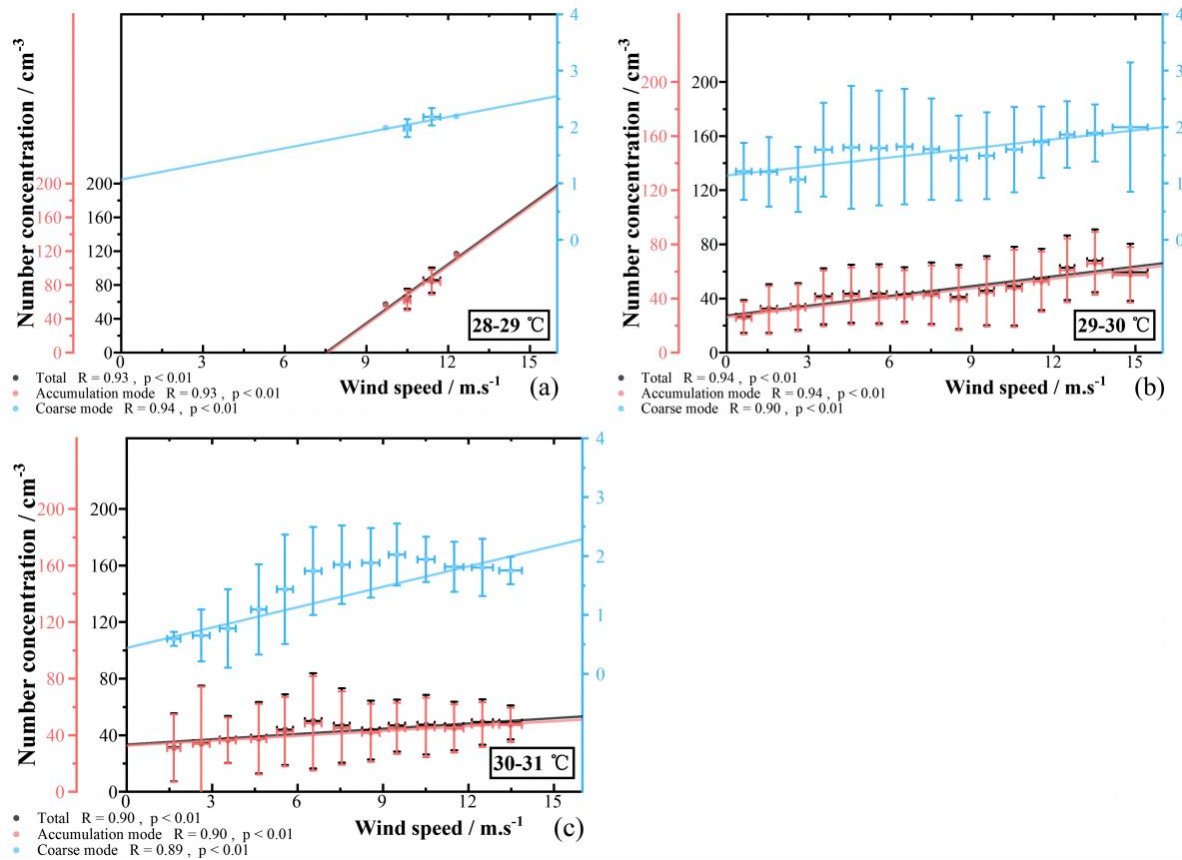 Number concentration / cm-3
200
160
120
80
40
0
200
160
120
80
40
0
4
3
2
1
0
28-29 ℃
0 3 6 9 12 15
Wind speed / m.s-1
(a)
Total R = 0.93 , p < 0.01
Accumulation mode R = 0.93 , p < 0.01
Coarse mode R = 0.94 , p < 0.01
Number concentration / cm-3
200
160
120
80
40
0
200
160
120
80
40
0
4
3
2
1
0
29-30 ℃
0 3 6 9 12 15
Wind speed / m.s-1
(b)
Total R = 0.94 , p < 0.01
Accumulation mode R = 0.94 , p < 0.01
Coarse mode R = 0.90 , p < 0.01
Number concentration / cm-3
200
160
120
80
40
0
200
160
120
80
40
0
4
3
2
1
0
30-31 ℃
0 3 6 9 12 15
Wind speed / m.s-1
(c)
Total R = 0.90 , p < 0.01
Accumulation mode R = 0.90 , p < 0.01
Coarse mode R = 0.89 , p < 0.01